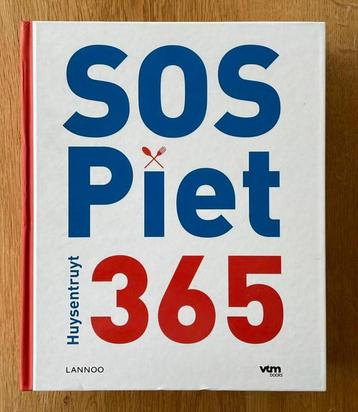 SOS
Piet
Huysentruyt
365
LANNOO
vtm
books